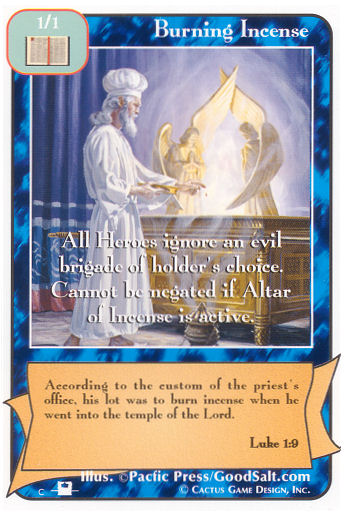 1/1
Burning Incense
All Heroes ignore an evil
brigade of holder's choice.
Cannot be negated if Altar
of Incense is active.
According to the custom of the priest's
office, his lot was to burn incense when he
went into the temple of the Lord.
Luke 1:9
Illus. ©Pacfic Press/GoodSalt.com
C © Cactus Game Design, Inc.